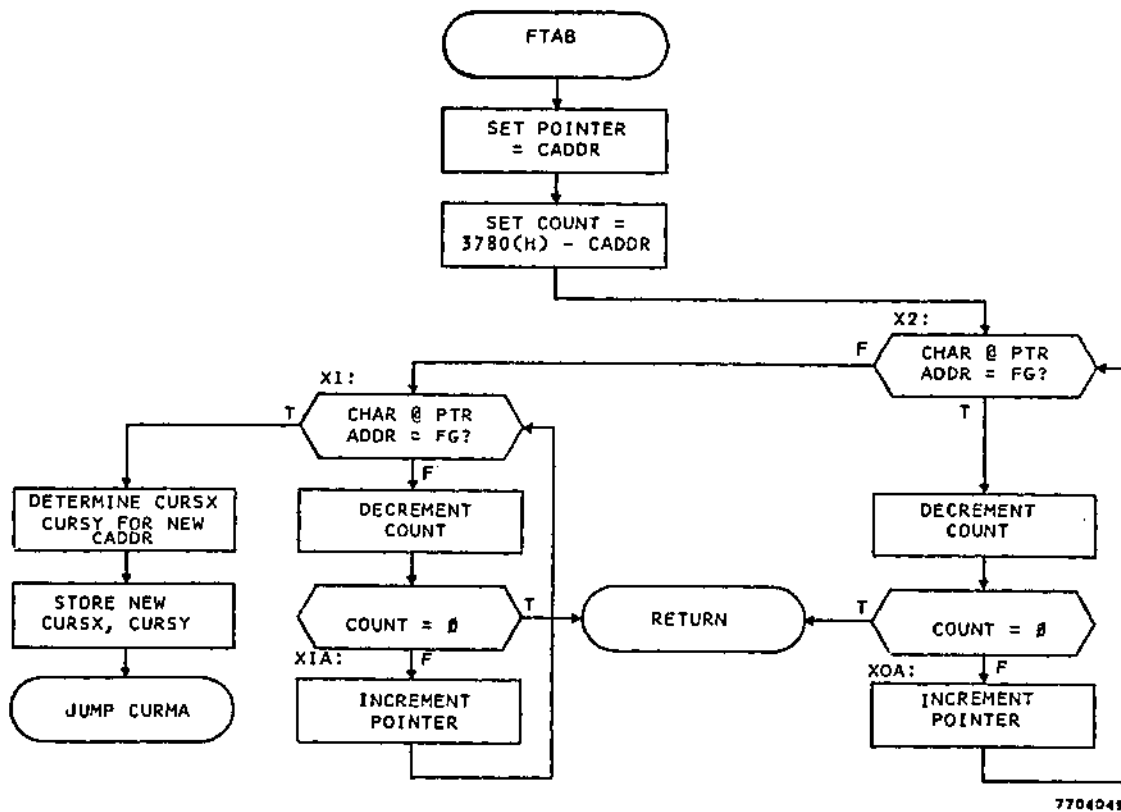 FTAB
SET POINTER
= CADDR
SET COUNT =
3780(H) - CADDR
X2:
CHAR @ PTR
ADDR = FG?
F
T
X1:
CHAR @ PTR
ADDR = FG?
T
F
DETERMINE CURSX
CURSY FOR NEW
CADDR
DECREMENT
COUNT
DECREMENT
COUNT
STORE NEW
CURSX, CURSY
COUNT = Ø
T
F
RETURN
T
COUNT = Ø
F
X1A:
XOA:
JUMP CURMA
INCREMENT
POINTER
INCREMENT
POINTER